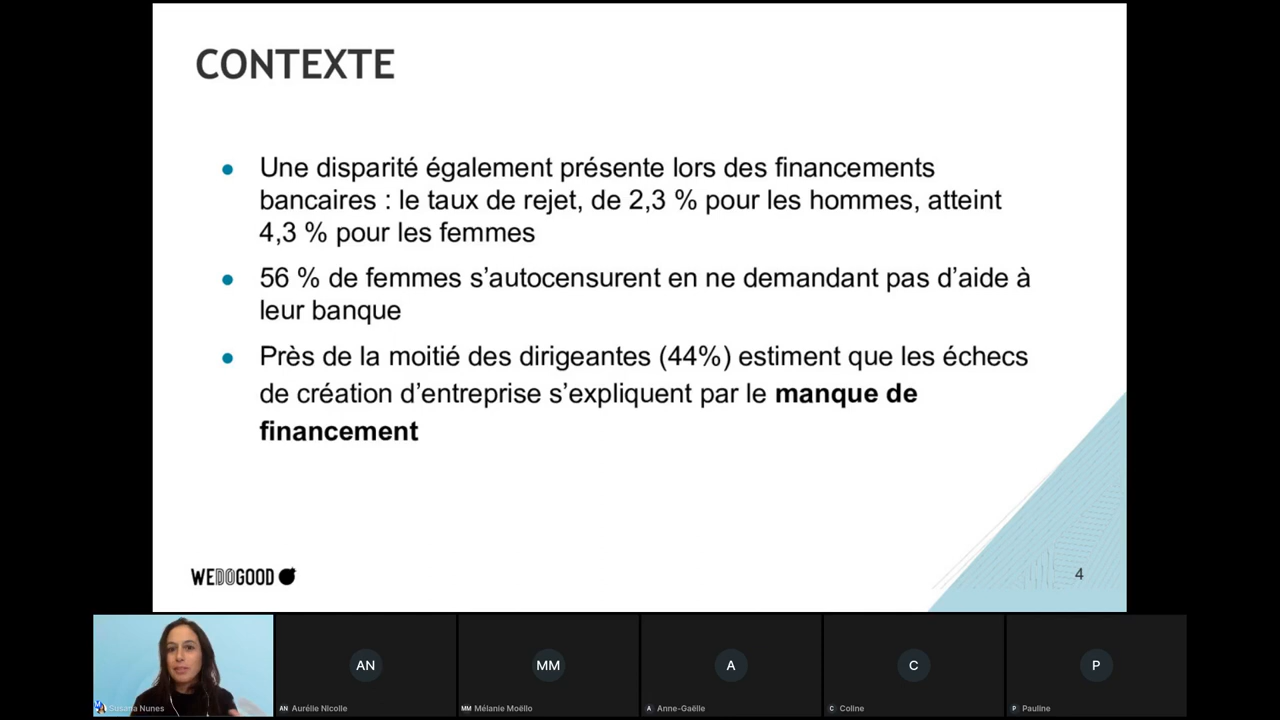 CONTEXTE
Une disparité également présente lors des financements
bancaires : le taux de rejet, de 2,3 % pour les hommes, atteint
4,3 % pour les femmes
56 % de femmes s’autocensurent en ne demandant pas d’aide à
leur banque
Près de la moitié des dirigeantes (44%) estiment que les échecs
de création d’entreprise s’expliquent par le manque de
financement
WEDOGOOD
4
AN
MM
A
C
P
Susana Nunes
AN Aurélie Nicolle
MM Mélanie Moëllo
A Anne-Gaëlle
C Coline
P Pauline